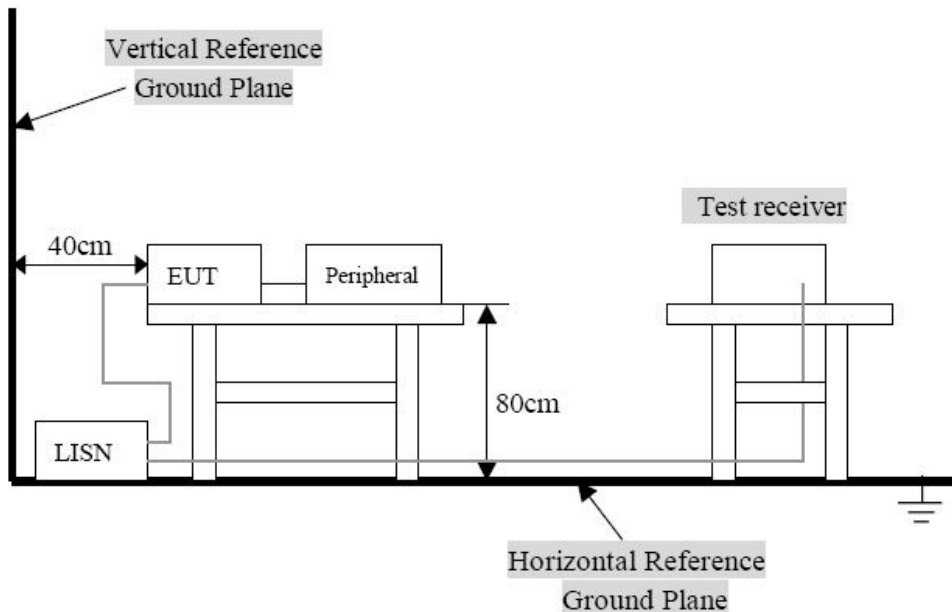 Vertical Reference
Ground Plane
Test receiver
40cm
EUT
Peripheral
80cm
LISN
Horizontal Reference
Ground Plane